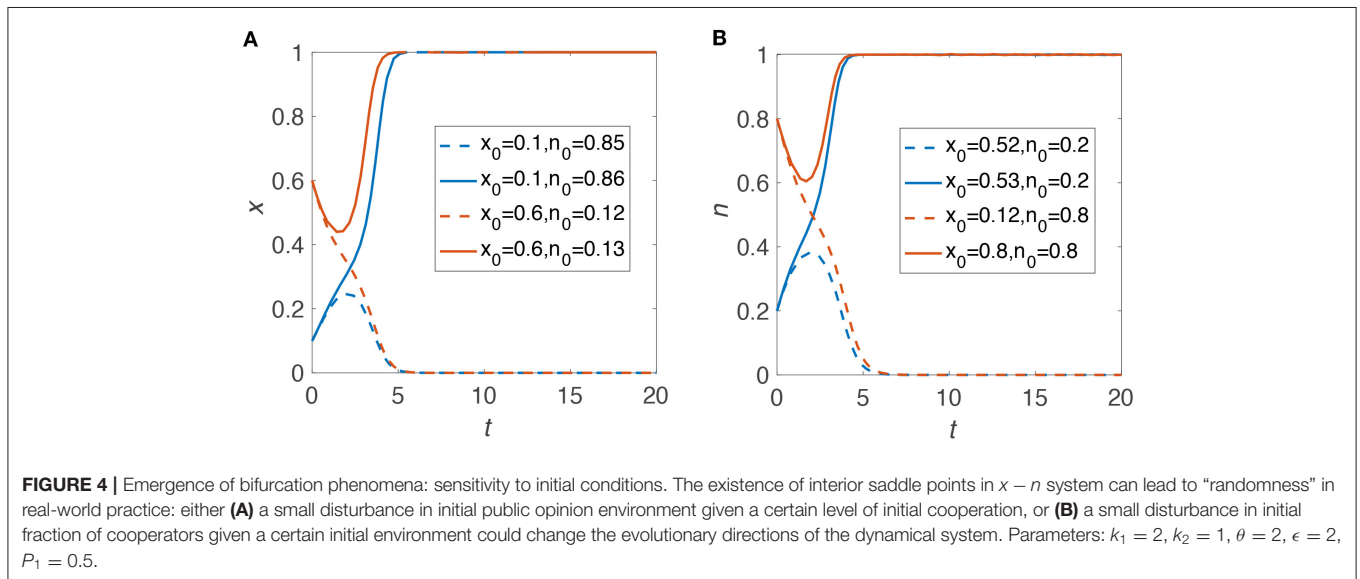 A
1
0.8
0.6
x
0.4
0.2
0
0
5
10
15
20
t
x0=0.1,n0=0.85
x0=0.1,n0=0.86
x0=0.6,n0=0.12
x0=0.6,n0=0.13
B
1
0.8
0.6
n
0.4
0.2
0
0
5
10
15
20
t
x0=0.52,n0=0.2
x0=0.53,n0=0.2
x0=0.12,n0=0.8
x0=0.8,n0=0.8
FIGURE 4 | Emergence of bifurcation phenomena: sensitivity to initial conditions. The existence of interior saddle points in x − n system can lead to “randomness” in
real-world practice: either (A) a small disturbance in initial public opinion environment given a certain level of initial cooperation, or (B) a small disturbance in initial
fraction of cooperators given a certain initial environment could change the evolutionary directions of the dynamical system. Parameters: k1 = 2, k2 = 1, θ = 2, ϵ = 2,
P1 = 0.5.